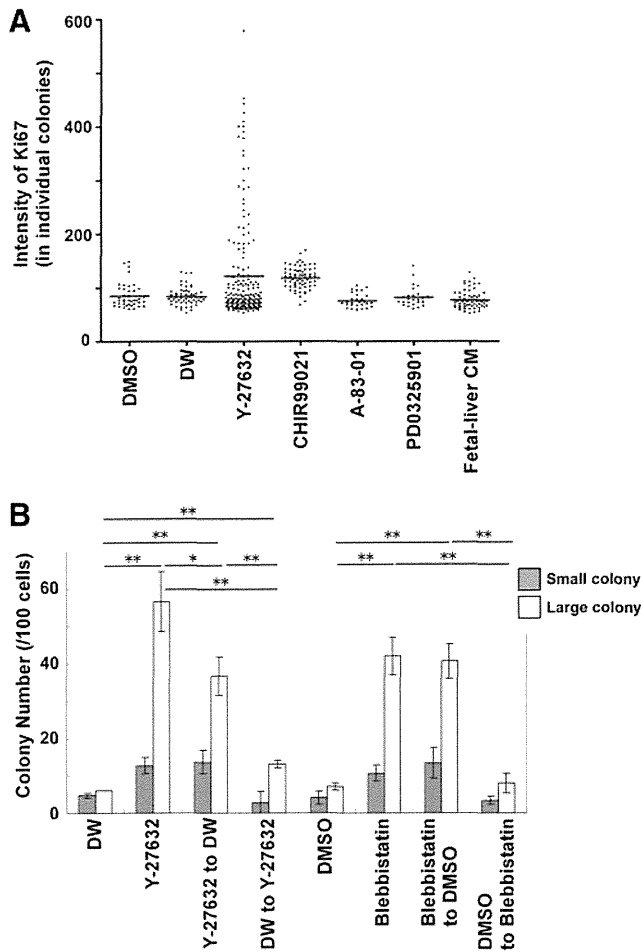 A
600
400
200
0
Intensity of Ki67
(in individual colonies)
DMSO
DW
Y-27632
CHIR99021
A-83-01
PD0325901
Fetal-liver CM
B
**
** ** **
** * ** ** **
**
60
40
20
0
Colony Number (/100 cells)
Small colony
Large colony
DW
Y-27632
Y-27632 to DW
DW to Y-27632
DMSO
Blebbistatin
Blebbistatin
to DMSO
DMSO
to Blebbistatin